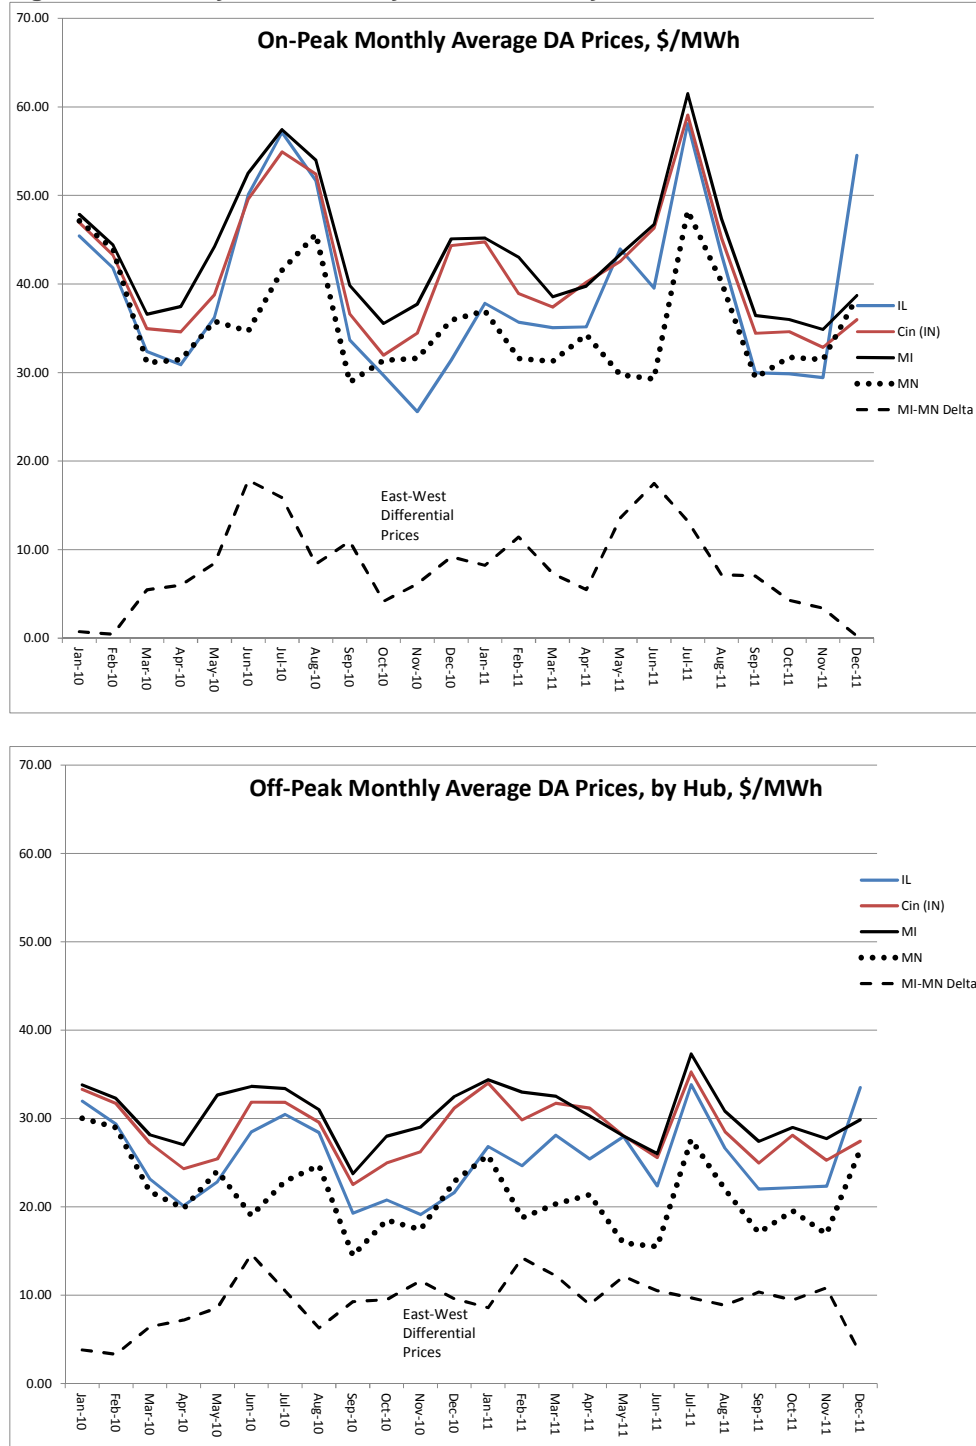 On-Peak Monthly Average DA Prices, $/MWh
70.00
60.00
50.00
40.00
30.00
20.00
10.00
0.00
IL
Cin (IN)
MI
MN
MI-MN Delta
East-West
Differential
Prices
Jan-10
Feb-10
Mar-10
Apr-10
May-10
Jun-10
Jul-10
Aug-10
Sep-10
Oct-10
Nov-10
Dec-10
Jan-11
Feb-11
Mar-11
Apr-11
May-11
Jun-11
Jul-11
Aug-11
Sep-11
Oct-11
Nov-11
Dec-11
Off-Peak Monthly Average DA Prices, by Hub, $/MWh
70.00
60.00
50.00
40.00
30.00
20.00
10.00
0.00
IL
Cin (IN)
MI
MN
MI-MN Delta
East-West
Differential
Prices
Jan-10
Feb-10
Mar-10
Apr-10
May-10
Jun-10
Jul-10
Aug-10
Sep-10
Oct-10
Nov-10
Dec-10
Jan-11
Feb-11
Mar-11
Apr-11
May-11
Jun-11
Jul-11
Aug-11
Sep-11
Oct-11
Nov-11
Dec-11